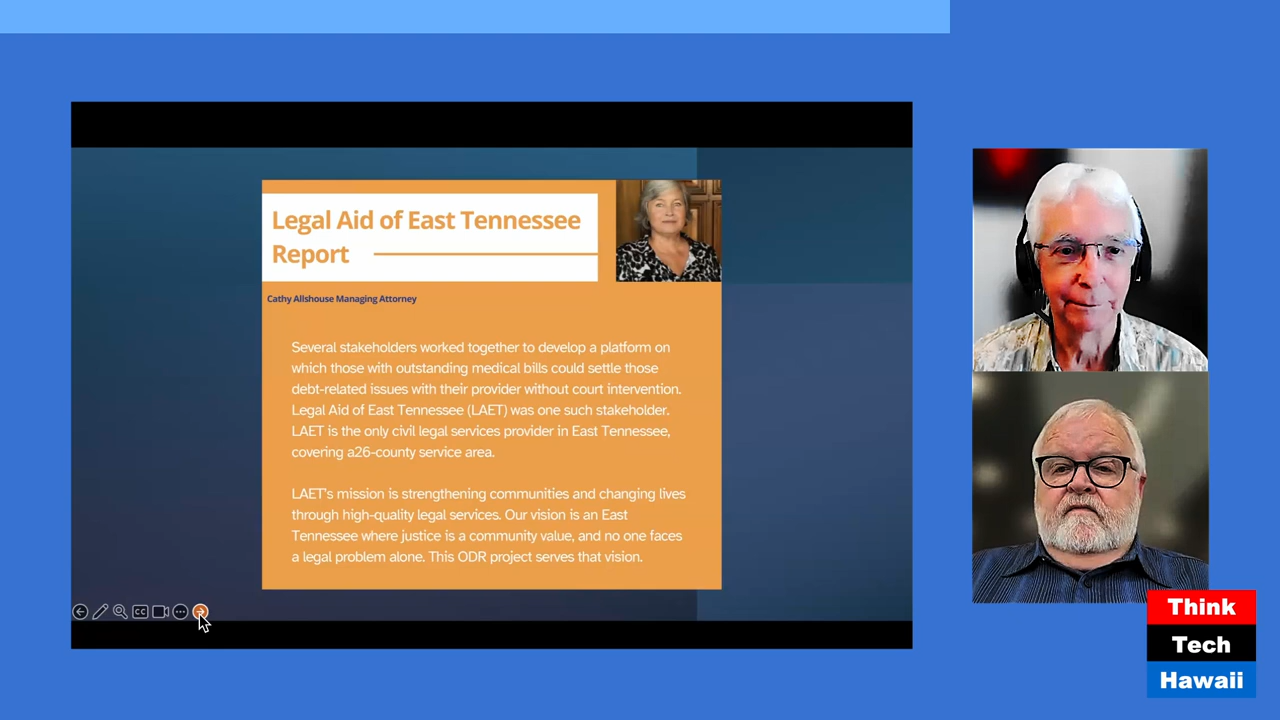 Legal Aid of East Tennessee
Report
Cathy Allshouse Managing Attorney
Several stakeholders worked together to develop a platform on
which those with outstanding medical bills could settle those
debt-related issues with their provider without court intervention.
Legal Aid of East Tennessee (LAET) was one such stakeholder.
LAET is the only civil legal services provider in East Tennessee,
covering a26-county service area.
LAET's mission is strengthening communities and changing lives
through high-quality legal services. Our vision is an East
Tennessee where justice is a community value, and no one faces
a legal problem alone. This ODR project serves that vision.
CC
Think
Tech
Hawaii